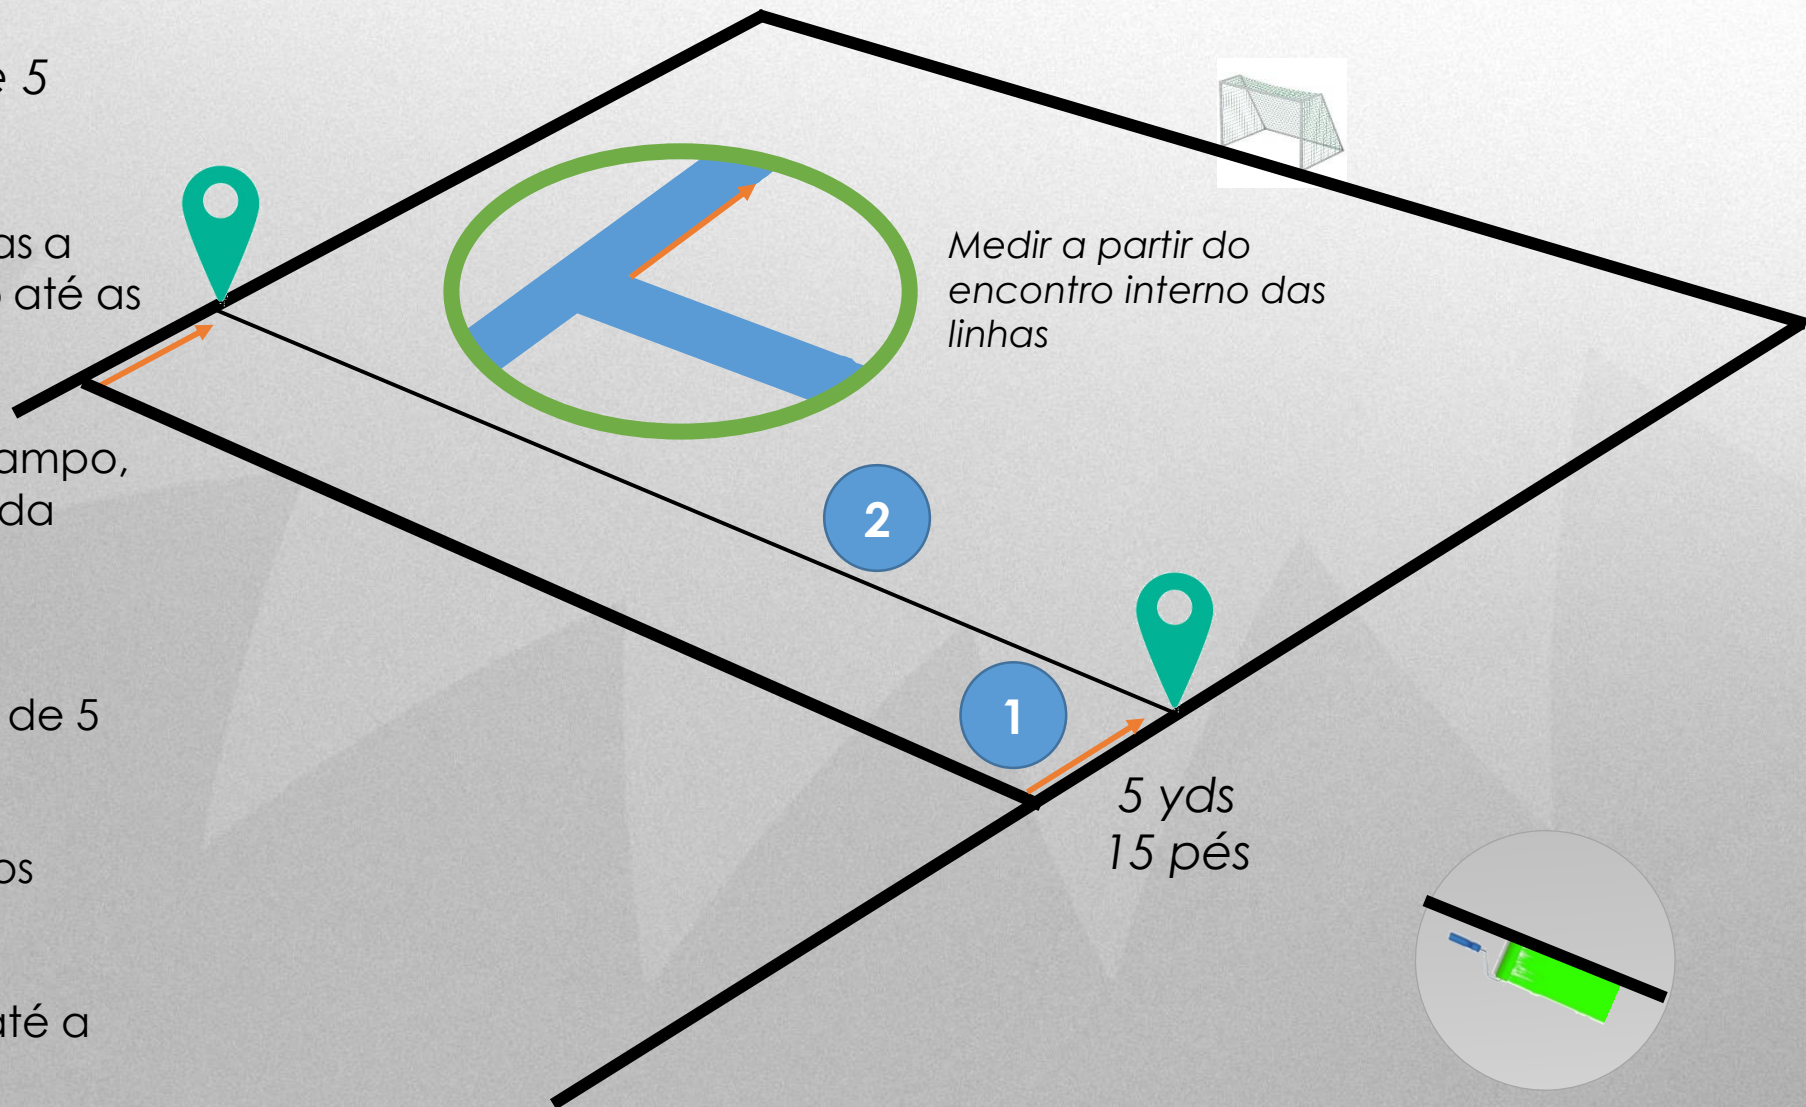 e 5
as a
o até as
ampo,
da
de 5
os
até a
Medir a partir do
encontro interno das
linhas
2
1
5 yds
15 pés